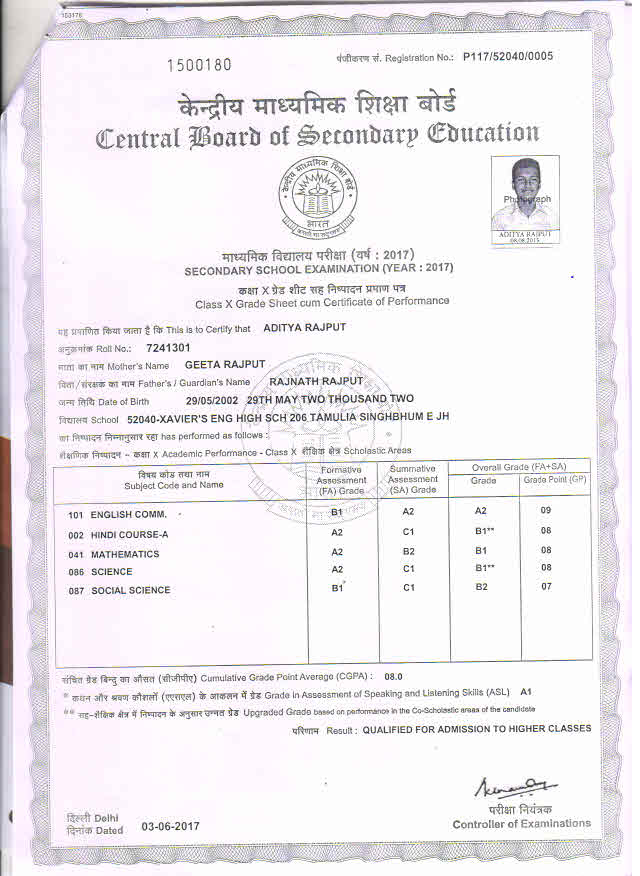 153176
1500180
पंजीकरण सं. Registration No.: P117/52040/0005
केन्द्रीय माध्यमिक शिक्षा बोर्ड
Central Board of Secondary Education
केन्द्रीय माध्यमिक शिक्षा बोर्ड
भारत
Photograph
ADITYA RAJPUT
08.08.2015
माध्यमिक विद्यालय परीक्षा (वर्ष : 2017)
SECONDARY SCHOOL EXAMINATION (YEAR : 2017)
कक्षा X ग्रेड शीट सह निष्पादन प्रमाण पत्र
Class X Grade Sheet cum Certificate of Performance
यह प्रमाणित किया जाता है कि This is to Certify that ADITYA RAJPUT
अनुक्रमांक Roll No.: 7241301
माता का नाम Mother's Name GEETA RAJPUT
पिता/संरक्षक का नाम Father's / Guardian's Name RAJNATH RAJPUT
जन्म तिथि Date of Birth 29/05/2002 29TH MAY TWO THOUSAND TWO
विद्यालय School 52040-XAVIER'S ENG HIGH SCH 206 TAMULIA SINGHBHUM E JH
का निष्पादन निम्नानुसार रहा has performed as follows :
शैक्षणिक निष्पादन – कक्षा X Academic Performance - Class X शैक्षिक क्षेत्र Scholastic Areas
विषय कोड तथा नाम
Subject Code and Name
Formative Assessment (FA) Grade
Summative Assessment (SA) Grade
Overall Grade (FA+SA)
Grade Grade Point (GP)
101 ENGLISH COMM. B1 A2 A2 09
002 HINDI COURSE-A A2 C1 B1** 08
041 MATHEMATICS A2 B2 B1 08
086 SCIENCE A2 C1 B1** 08
087 SOCIAL SCIENCE B1 C1 B2 07
संचित ग्रेड बिन्दु का औसत (सीजीपीए) Cumulative Grade Point Average (CGPA) : 08.0
* कथन और श्रवण कौशलों (एएसएल) के आकलन में ग्रेड Grade in Assessment of Speaking and Listening Skills (ASL) A1
** सह-शैक्षिक क्षेत्र में निष्पादन के अनुसार उन्नत ग्रेड Upgraded Grade based on performance in the Co-Scholastic areas of the candidate
परिणाम Result : QUALIFIED FOR ADMISSION TO HIGHER CLASSES
परीक्षा नियंत्रक
Controller of Examinations
दिल्ली Delhi
दिनांक Dated 03-06-2017